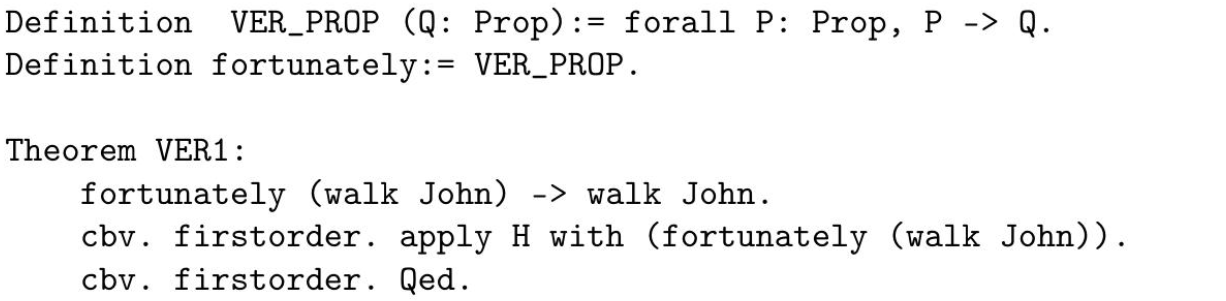 Definition  VER_PROP (Q: Prop):= forall P: Prop, P -> Q.
Definition fortunately:= VER_PROP.
Theorem VER1:
    fortunately (walk John) -> walk John.
    cbv. firstorder. apply H with (fortunately (walk John)).
    cbv. firstorder. Qed.